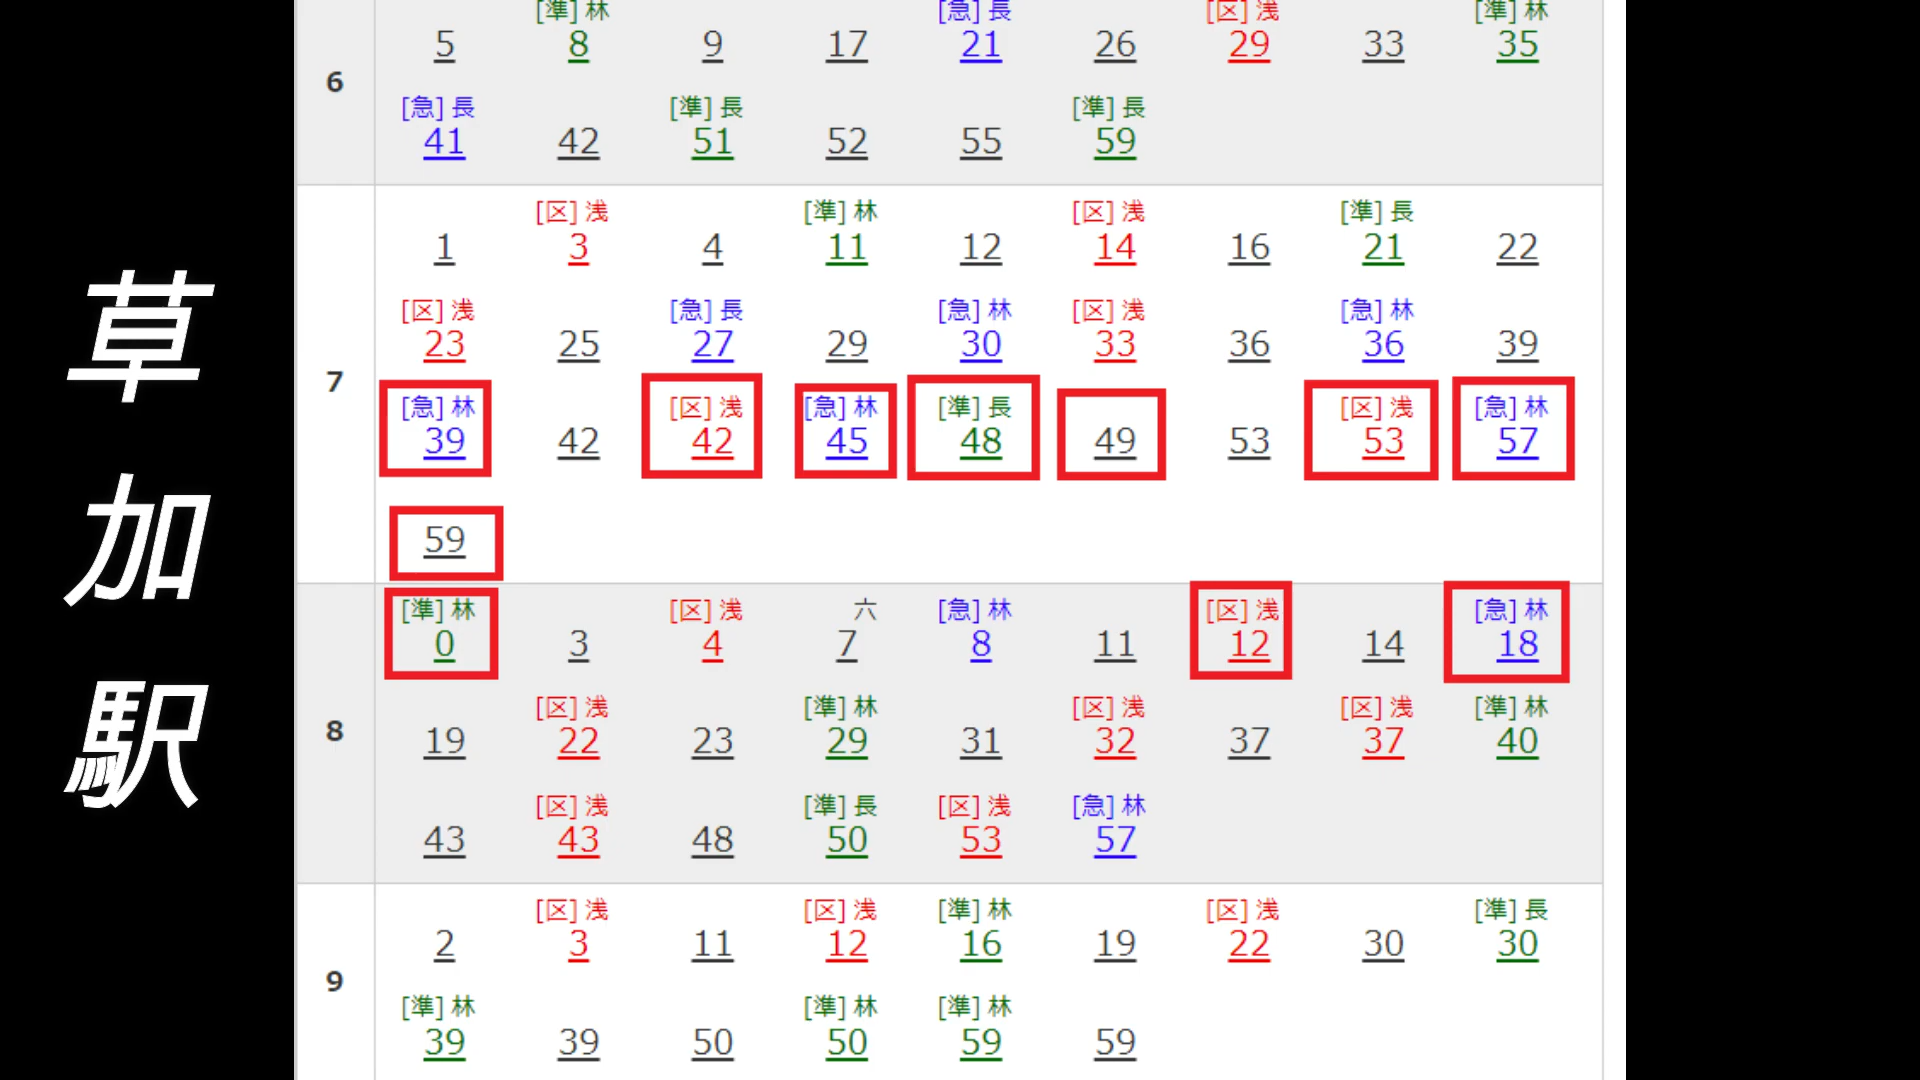 草加駅
6
[準] 林 [急] 長 [区] 浅 [準] 林
5 8 9 17 21 26 29 33 35
[急] 長 [準] 長 [準] 長
41 42 51 52 55 59
7
[区] 浅 [準] 林 [区] 浅 [準] 長
1 3 4 11 12 14 16 21 22
[区] 浅 [急] 長 [急] 林 [区] 浅 [急] 林
23 25 27 29 30 33 36 36 39
[急] 林 [区] 浅 [急] 林 [準] 長 [区] 浅 [急] 林
39 42 42 45 48 49 53 53 57
59
8
[準] 林 [区] 浅 六 [急] 林 [区] 浅 [急] 林
0 3 4 7 8 11 12 14 18
[区] 浅 [準] 林 [区] 浅 [区] 浅 [準] 林
19 22 23 29 31 32 37 37 40
[区] 浅 [準] 長 [区] 浅 [急] 林
43 43 48 50 53 57
9
[区] 浅 [区] 浅 [準] 林 [区] 浅 [準] 長
2 3 11 12 16 19 22 30 30
[準] 林 [準] 林 [準] 林
39 39 50 50 59 59